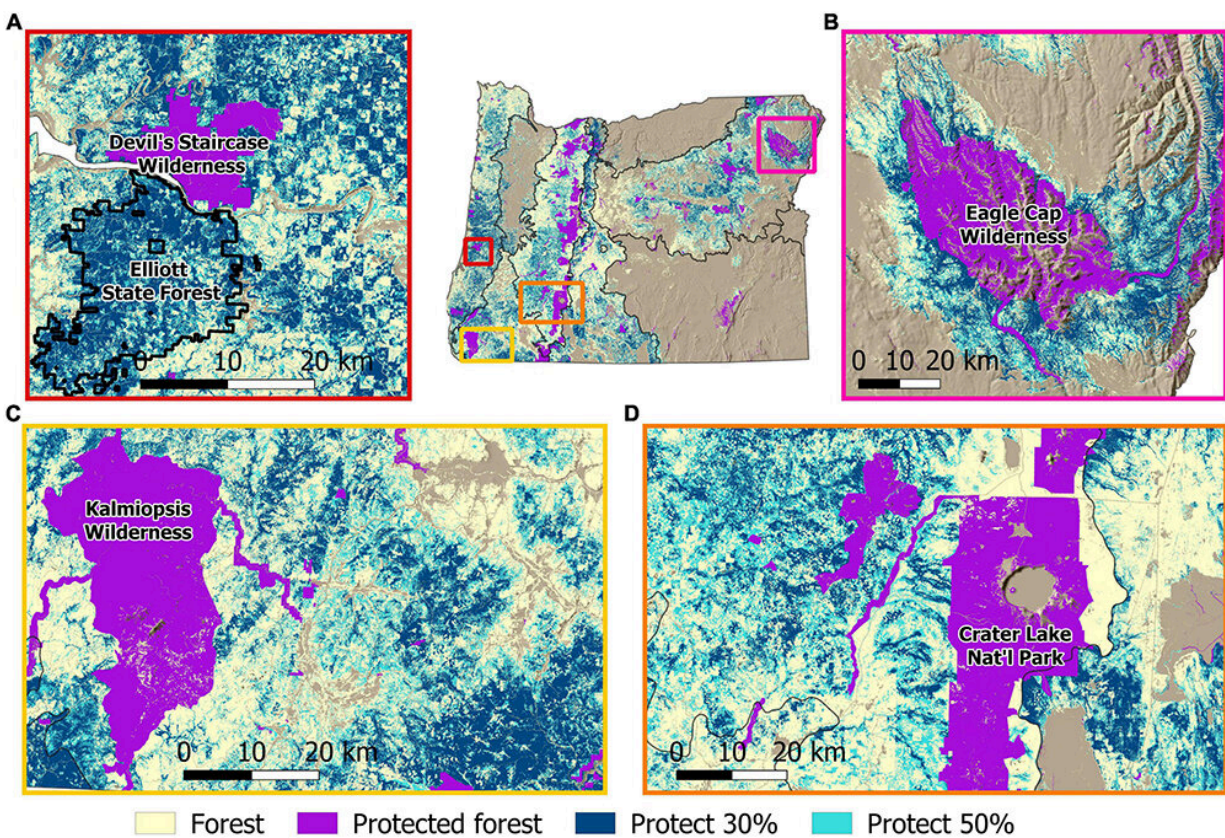 A
B
Devil's Staircase
Wilderness
Elliott
State Forest
0 10 20 km
Eagle Cap
Wilderness
0 10 20 km
C
D
Kalmiopsis
Wilderness
0 10 20 km
Crater Lake
Nat'l Park
0 10 20 km
Forest Protected forest Protect 30% Protect 50%